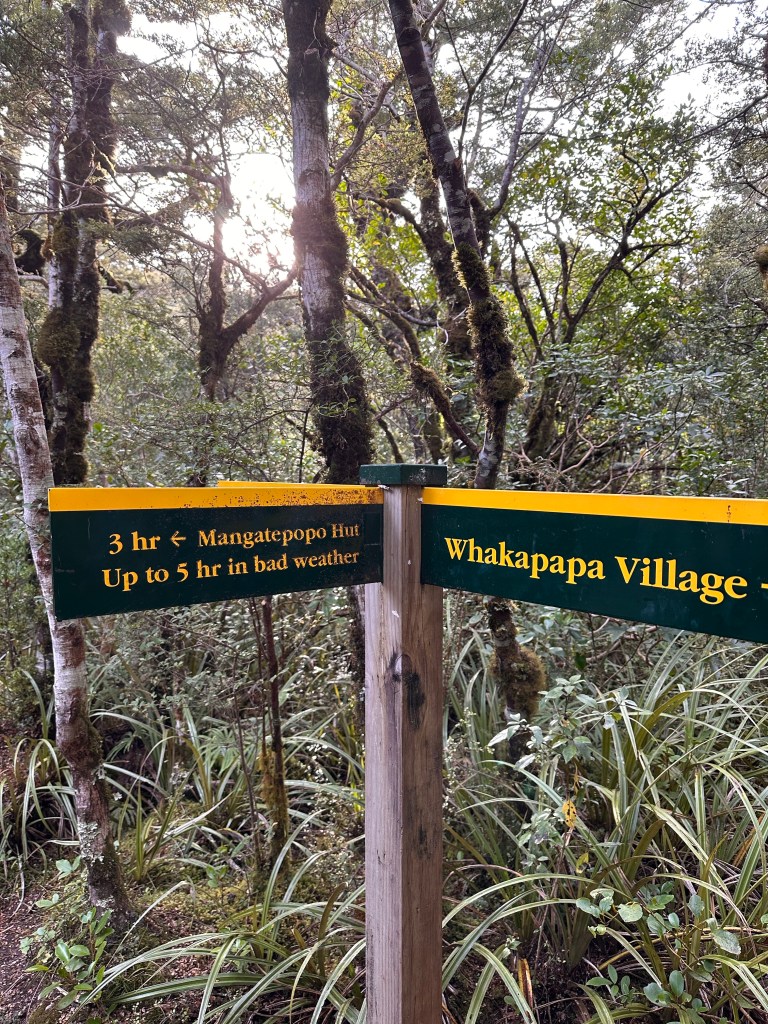 3 hr ← Mangatepopo Hut
Up to 5 hr in bad weather
Whakapapa Village